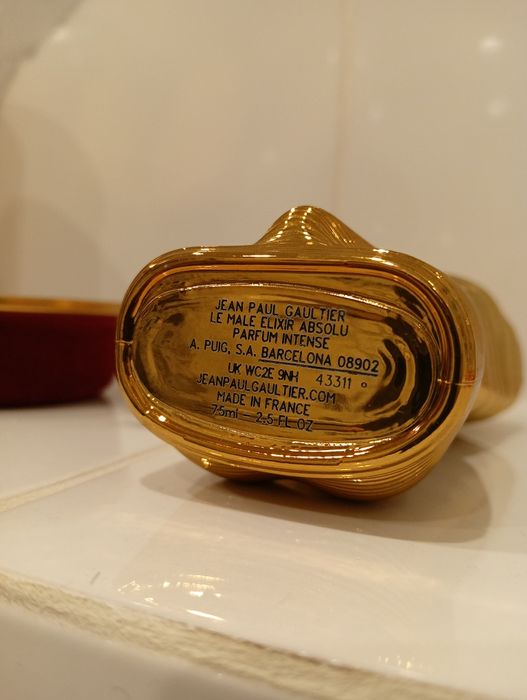 JEAN PAUL GAULTIER
LE MALE ELIXIR ABSOLU
PARFUM INTENSE
A. PUIG, S.A. BARCELONA 08902
UK WC2E 9NH 43311
JEANPAULGAULTIER.COM
MADE IN FRANCE
75ml – 2,5 FL OZ